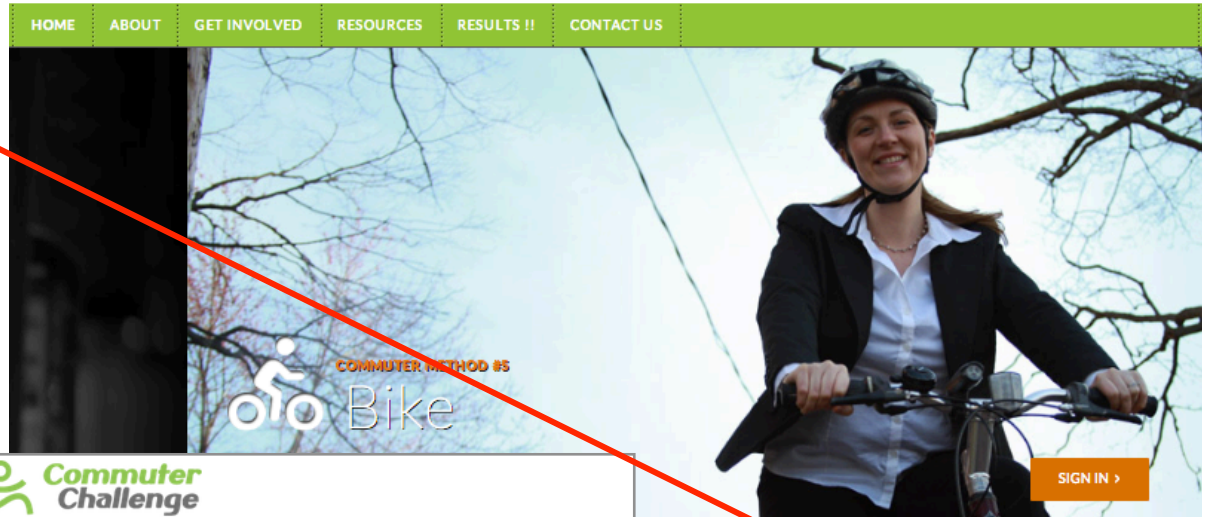 HOME ABOUT GET INVOLVED RESOURCES RESULTS !! CONTACT US
COMMUTER METHOD #5
Bike
Commuter
Challenge
SIGN IN >